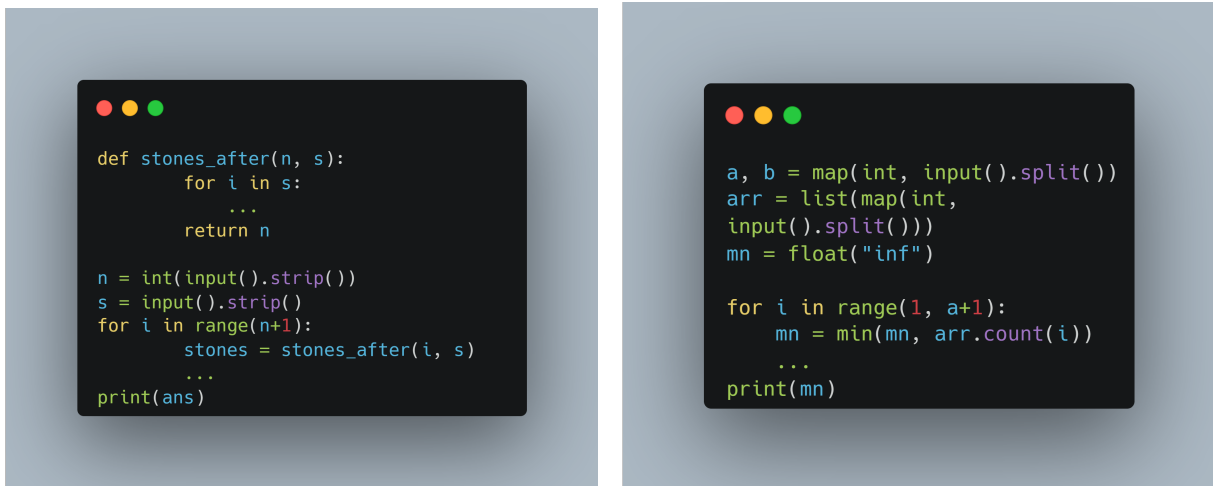 def stones_after(n, s):
        for i in s:
            ...
        return n

n = int(input().strip())
s = input().strip()
for i in range(n+1):
        stones = stones_after(i, s)
        ...
print(ans)
a, b = map(int, input().split())
arr = list(map(int,
input().split()))
mn = float("inf")

for i in range(1, a+1):
    mn = min(mn, arr.count(i))
    ...
print(mn)